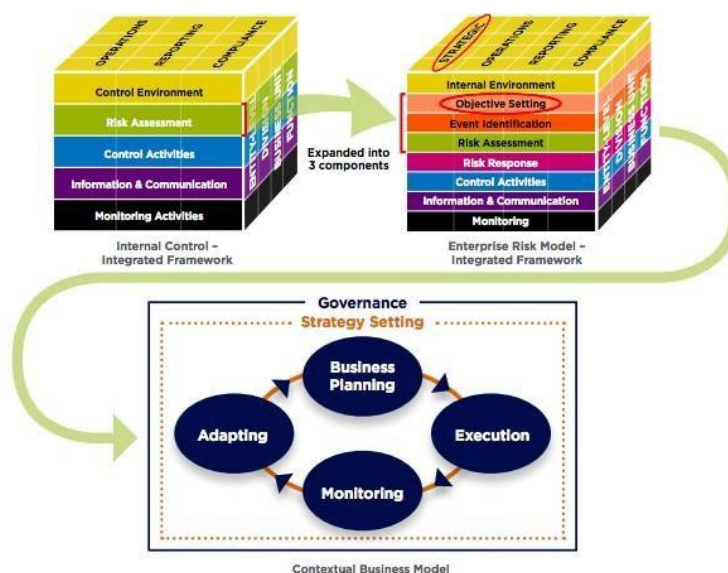 OPERATIONS
REPORTING
COMPLIANCE
Control Environment
Risk Assessment
Control Activities
Information & Communication
Monitoring Activities
ENTITY-LEVEL
DIVISION
BUSINESS UNIT
FUNCTION
Internal Control –
Integrated Framework
Expanded into
3 components
STRATEGIC
OPERATIONS
REPORTING
COMPLIANCE
Internal Environment
Objective Setting
Event Identification
Risk Assessment
Risk Response
Control Activities
Information & Communication
Monitoring
ENTITY-LEVEL
DIVISION
BUSINESS UNIT
FUNCTION
Enterprise Risk Model –
Integrated Framework
Governance
Strategy Setting
Business
Planning
Adapting
Execution
Monitoring
Contextual Business Model